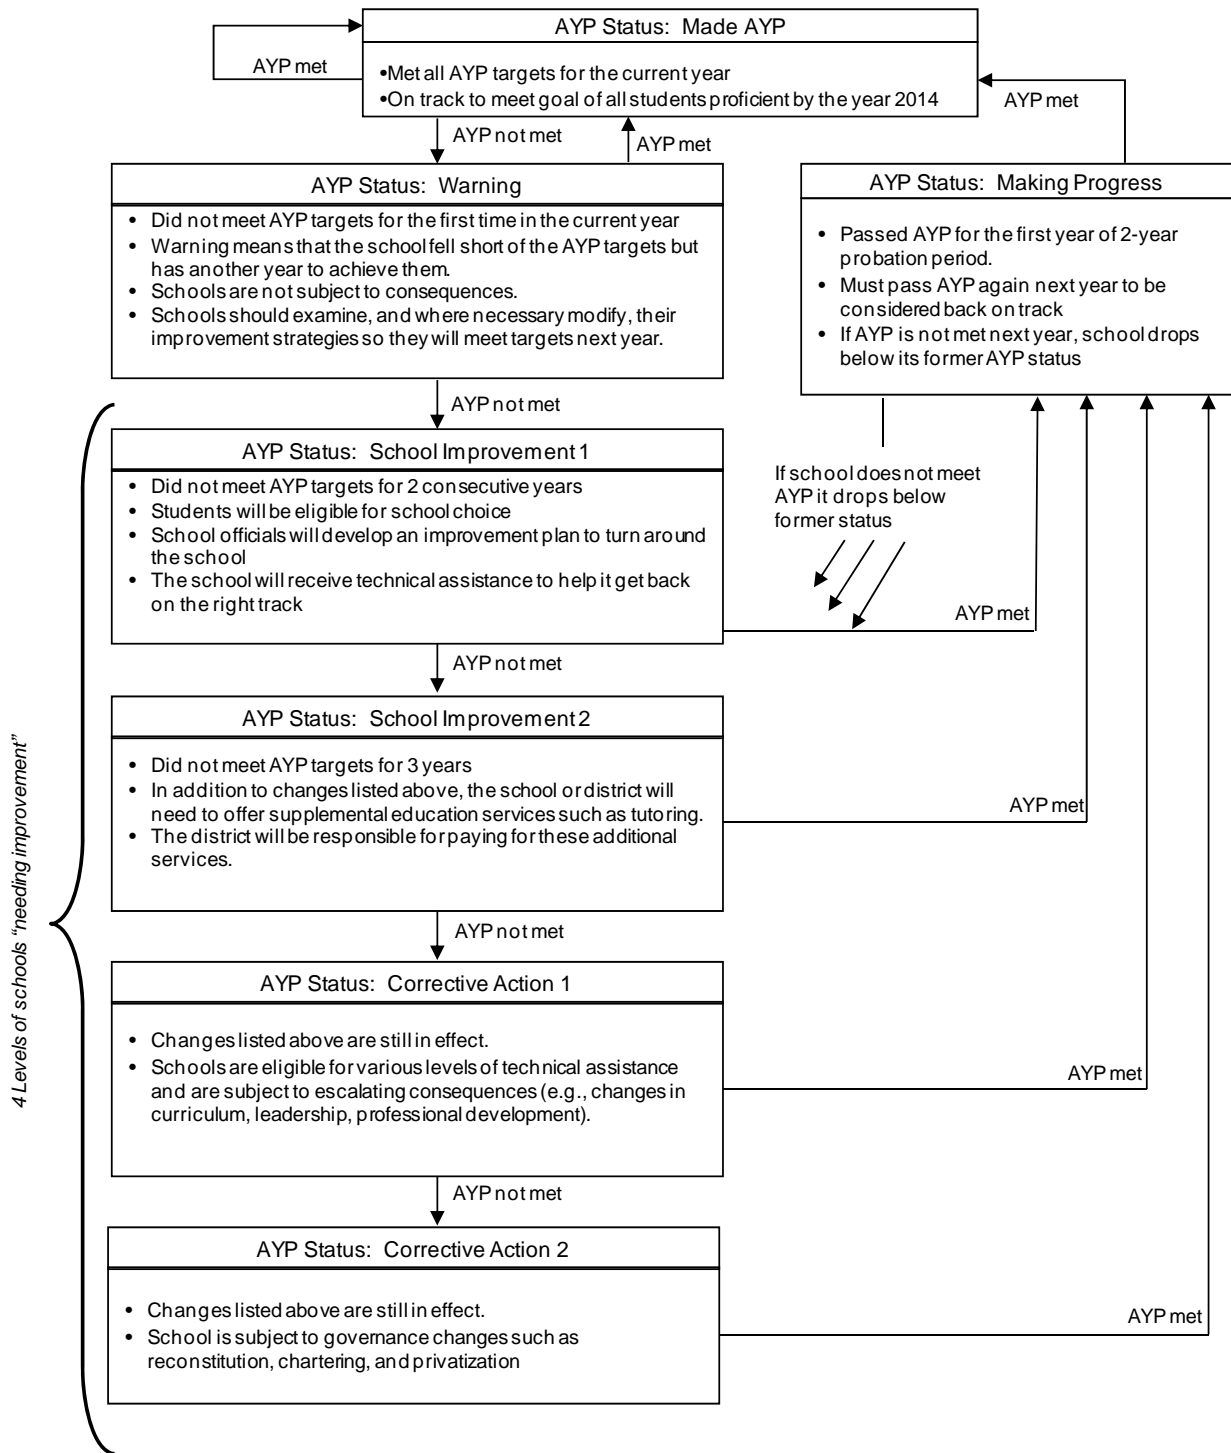 AYP Status: Made AYP
AYP met
•Met all AYP targets for the current year
•On track to meet goal of all students proficient by the year 2014
AYP met
AYP not met
AYP met
AYP Status: Warning
• Did not meet AYP targets for the first time in the current year
• Warning means that the school fell short of the AYP targets but
has another year to achieve them.
• Schools are not subject to consequences.
• Schools should examine, and where necessary modify, their
improvement strategies so they will meet targets next year.
AYP Status: Making Progress
• Passed AYP for the first year of 2-year
probation period.
• Must pass AYP again next year to be
considered back on track
• If AYP is not met next year, school drops
below its former AYP status
AYP not met
AYP Status: School Improvement 1
• Did not meet AYP targets for 2 consecutive years
• Students will be eligible for school choice
• School officials will develop an improvement plan to turn around
the school
• The school will receive technical assistance to help it get back
on the right track
If school does not meet
AYP it drops below
former status
AYP met
AYP not met
AYP Status: School Improvement 2
• Did not meet AYP targets for 3 years
• In addition to changes listed above, the school or district will
need to offer supplemental education services such as tutoring.
• The district will be responsible for paying for these additional
services.
AYP met
4 Levels of schools “needing improvement”
AYP not met
AYP Status: Corrective Action 1
• Changes listed above are still in effect.
• Schools are eligible for various levels of technical assistance
and are subject to escalating consequences (e.g., changes in
curriculum, leadership, professional development).
AYP met
AYP not met
AYP Status: Corrective Action 2
• Changes listed above are still in effect.
• School is subject to governance changes such as
reconstitution, chartering, and privatization
AYP met